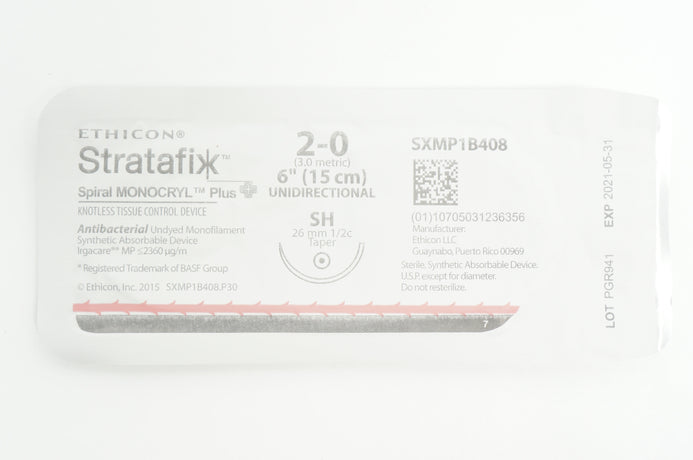 ETHICON®
Stratafix™
Spiral MONOCRYL™ Plus
KNOTLESS TISSUE CONTROL DEVICE
Antibacterial Undyed Monofilament
Synthetic Absorbable Device
Irgacare®* MP ≤2360 µg/m
*Registered Trademark of BASF Group
© Ethicon, Inc. 2015 SXMP1B408.P30
2-0
(3.0 metric)
6" (15 cm)
UNIDIRECTIONAL
SH
26 mm 1/2c
Taper
SXMP1B408
(01)10705031236356
Manufacturer:
Ethicon LLC
Guaynabo, Puerto Rico 00969
Sterile, Synthetic Absorbable Device.
U.S.P. except for diameter.
Do not resterilize.
7
LOT PGR941 EXP 2021-05-31